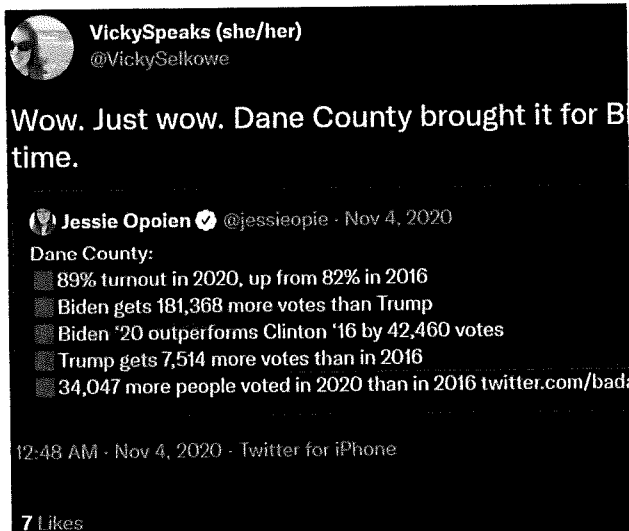 VickySpeaks (she/her)
@VickySelkowe
Wow. Just wow. Dane County brought it for Bi
time.
Jessie Opoien @jessieopie · Nov 4, 2020
Dane County:
89% turnout in 2020, up from 82% in 2016
Biden gets 181,368 more votes than Trump
Biden ‘20 outperforms Clinton ‘16 by 42,460 votes
Trump gets 7,514 more votes than in 2016
34,047 more people voted in 2020 than in 2016 twitter.com/bada
12:48 AM · Nov 4, 2020 · Twitter for iPhone
7 Likes